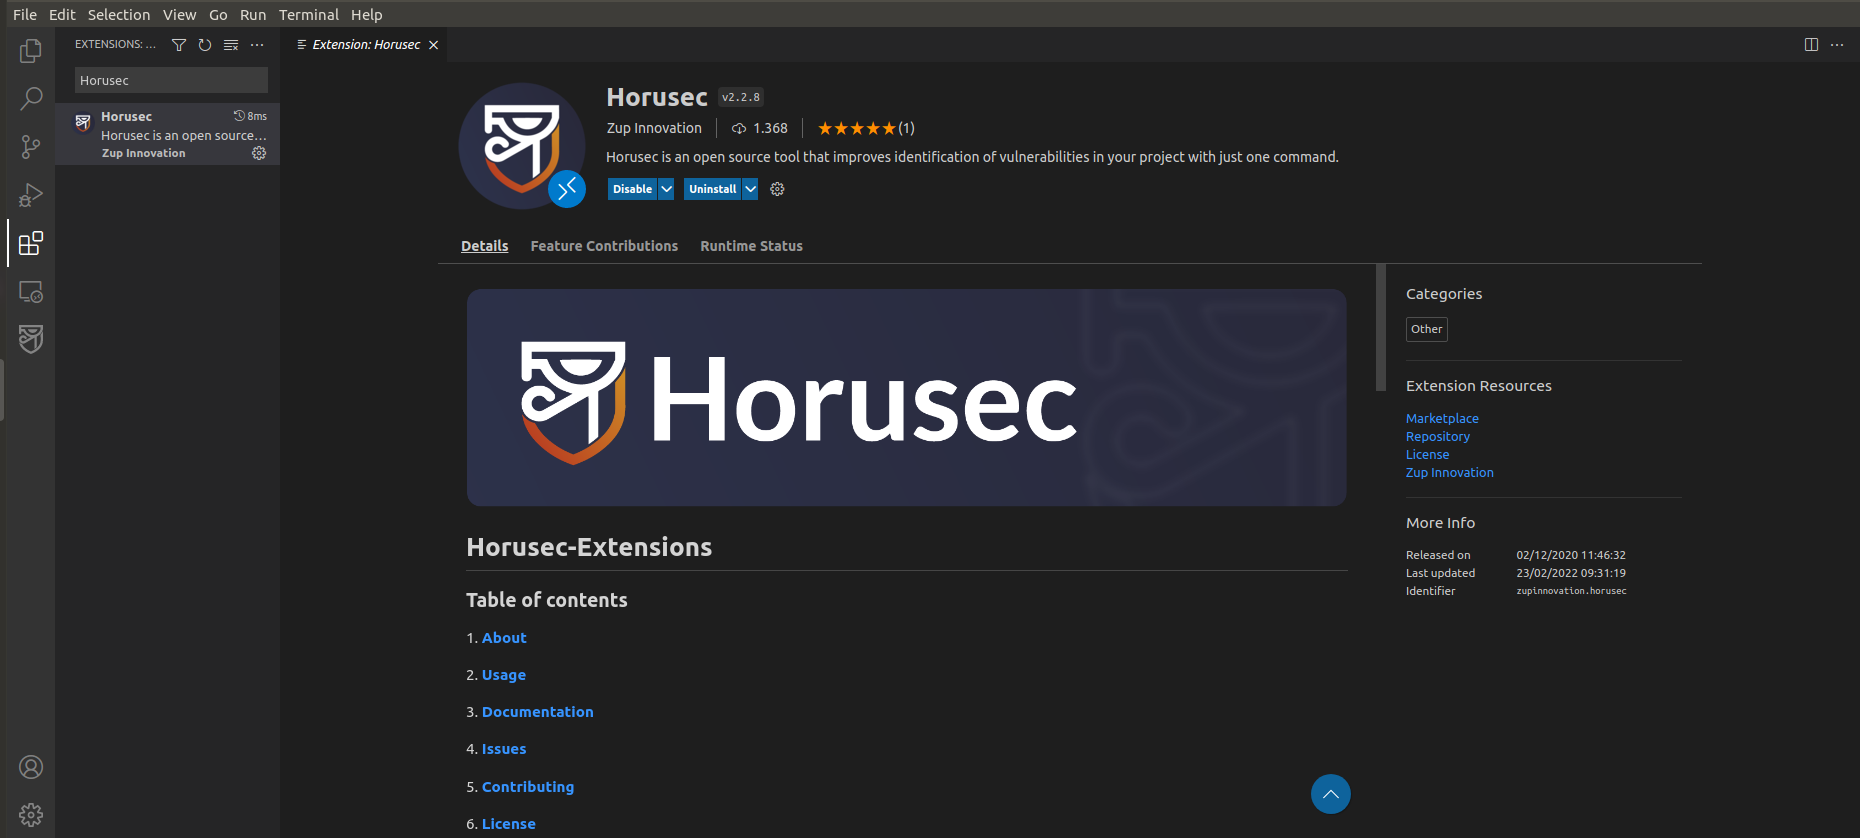 File Edit Selection View Go Run Terminal Help
EXTENSIONS: ...
Extension: Horusec
Horusec
Horusec
8ms
Horusec is an open source...
Zup Innovation
Horusec v2.2.8
Zup Innovation 1.368 (1)
Horusec is an open source tool that improves identification of vulnerabilities in your project with just one command.
Disable Uninstall
Details Feature Contributions Runtime Status
Horusec
Horusec-Extensions
Table of contents
1. About
2. Usage
3. Documentation
4. Issues
5. Contributing
6. License
Categories
Other
Extension Resources
Marketplace
Repository
License
Zup Innovation
More Info
Released on 02/12/2020 11:46:32
Last updated 23/02/2022 09:31:19
Identifier zupinnovation.horusec